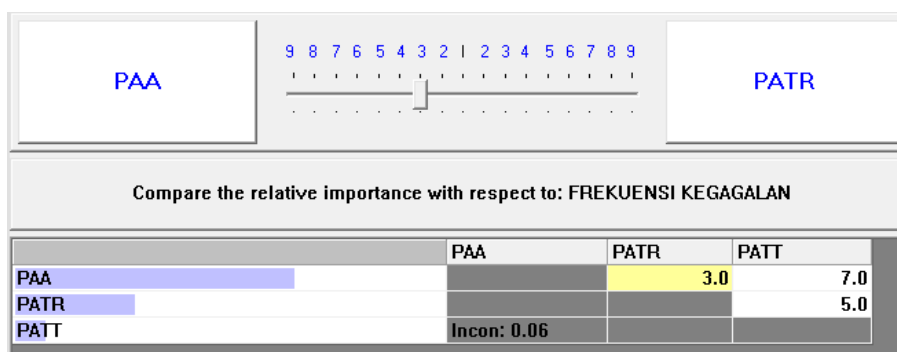 9 8 7 6 5 4 3 2 | 2 3 4 5 6 7 8 9
PAA PATR
Compare the relative importance with respect to: FREKUENSI KEGAGALAN
PAA PATR PATT
PAA 3.0 7.0
PATR 5.0
PATT Incon: 0.06